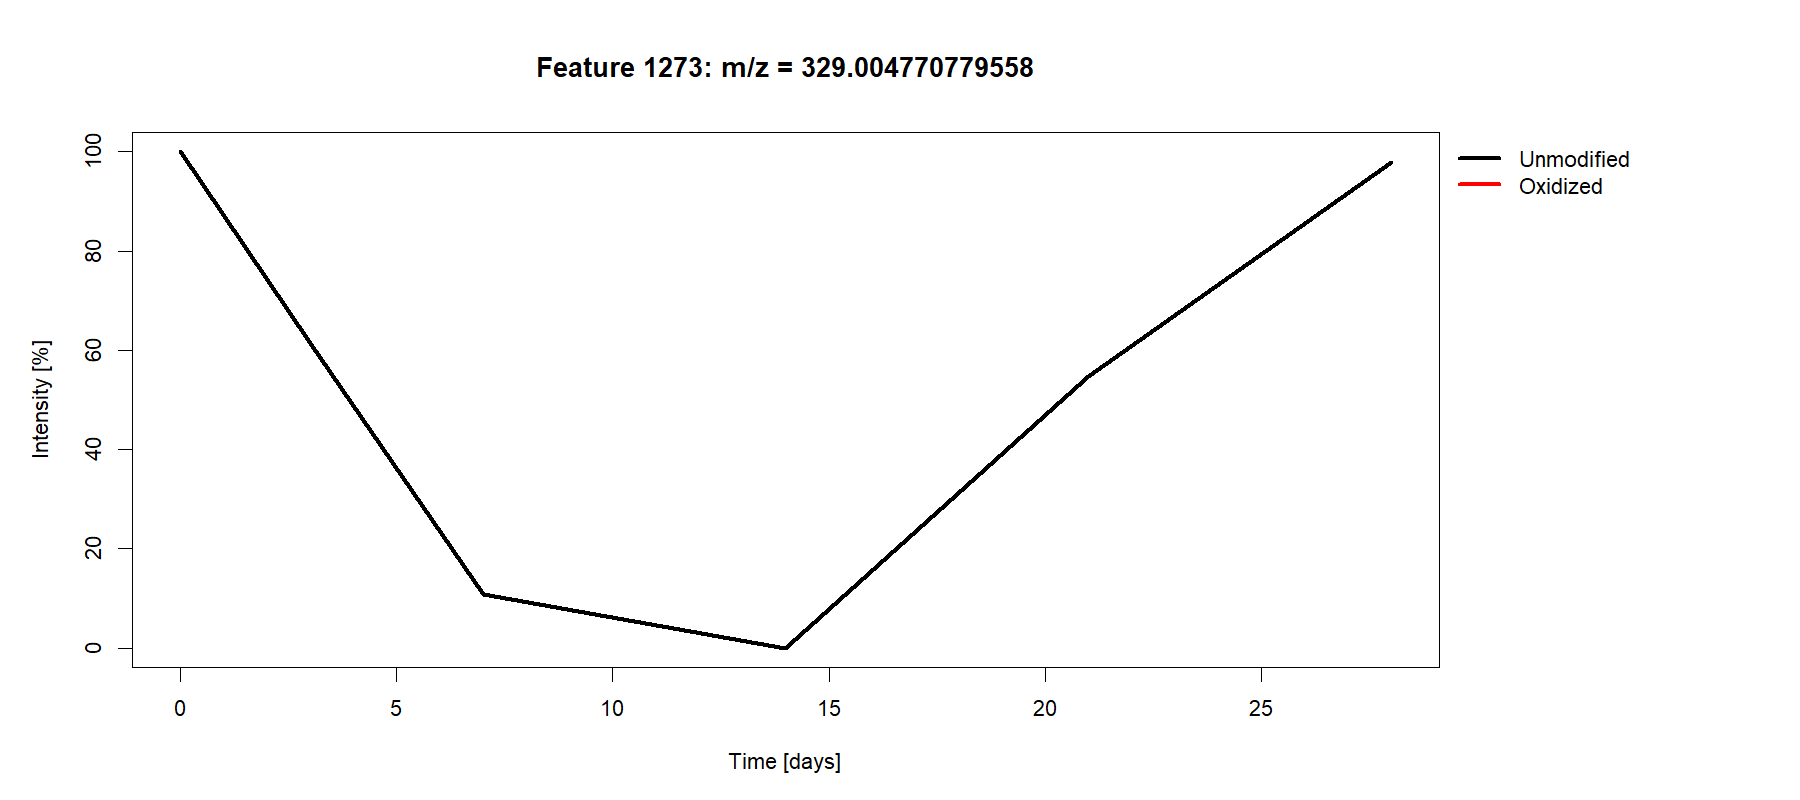 Feature 1273: m/z = 329.004770779558
Unmodified
Oxidized
Intensity [%]
100
80
60
40
20
0
0 5 10 15 20 25
Time [days]